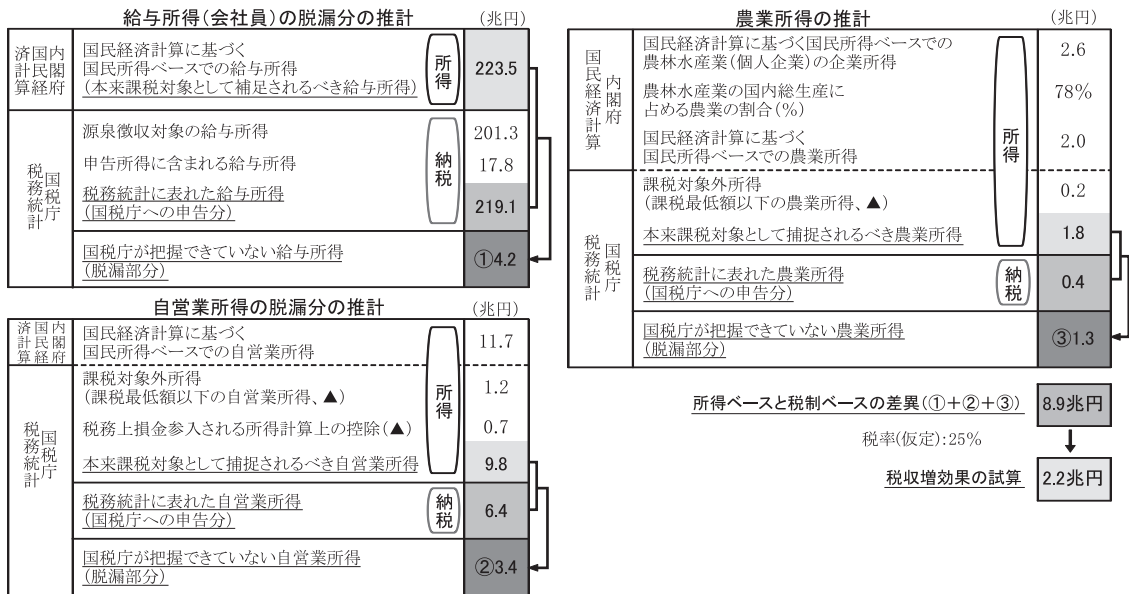 給与所得(会社員)の脱漏分の推計
(兆円)
内閣府
国民経済計算
国民経済計算に基づく
国民所得ベースでの給与所得
(本来課税対象として補足されるべき給与所得)
所得
223.5
国税庁
税務統計
源泉徴収対象の給与所得
201.3
申告所得に含まれる給与所得
17.8
税務統計に表れた給与所得
(国税庁への申告分)
納税
219.1
国税庁が把握できていない給与所得
(脱漏部分)
①4.2
自営業所得の脱漏分の推計
(兆円)
内閣府
国民経済計算
国民経済計算に基づく
国民所得ベースでの自営業所得
11.7
国税庁
税務統計
課税対象外所得
(課税最低額以下の自営業所得、▲)
1.2
所得
税務上損金参入される所得計算上の控除(▲)
0.7
本来課税対象として捕捉されるべき自営業所得
9.8
税務統計に表れた自営業所得
(国税庁への申告分)
納税
6.4
国税庁が把握できていない自営業所得
(脱漏部分)
②3.4
農業所得の推計
(兆円)
内閣府
国民経済計算
国民経済計算に基づく国民所得ベースでの
農林水産業(個人企業)の企業所得
2.6
農林水産業の国内総生産に
占める農業の割合(%)
78%
国民経済計算に基づく
国民所得ベースでの農業所得
2.0
所得
国税庁
税務統計
課税対象外所得
(課税最低額以下の農業所得、▲)
0.2
本来課税対象として捕捉されるべき農業所得
1.8
税務統計に表れた農業所得
(国税庁への申告分)
納税
0.4
国税庁が把握できていない農業所得
(脱漏部分)
③1.3
所得ベースと税制ベースの差異(①+②+③)
8.9兆円
税率(仮定):25%
税収増効果の試算
2.2兆円